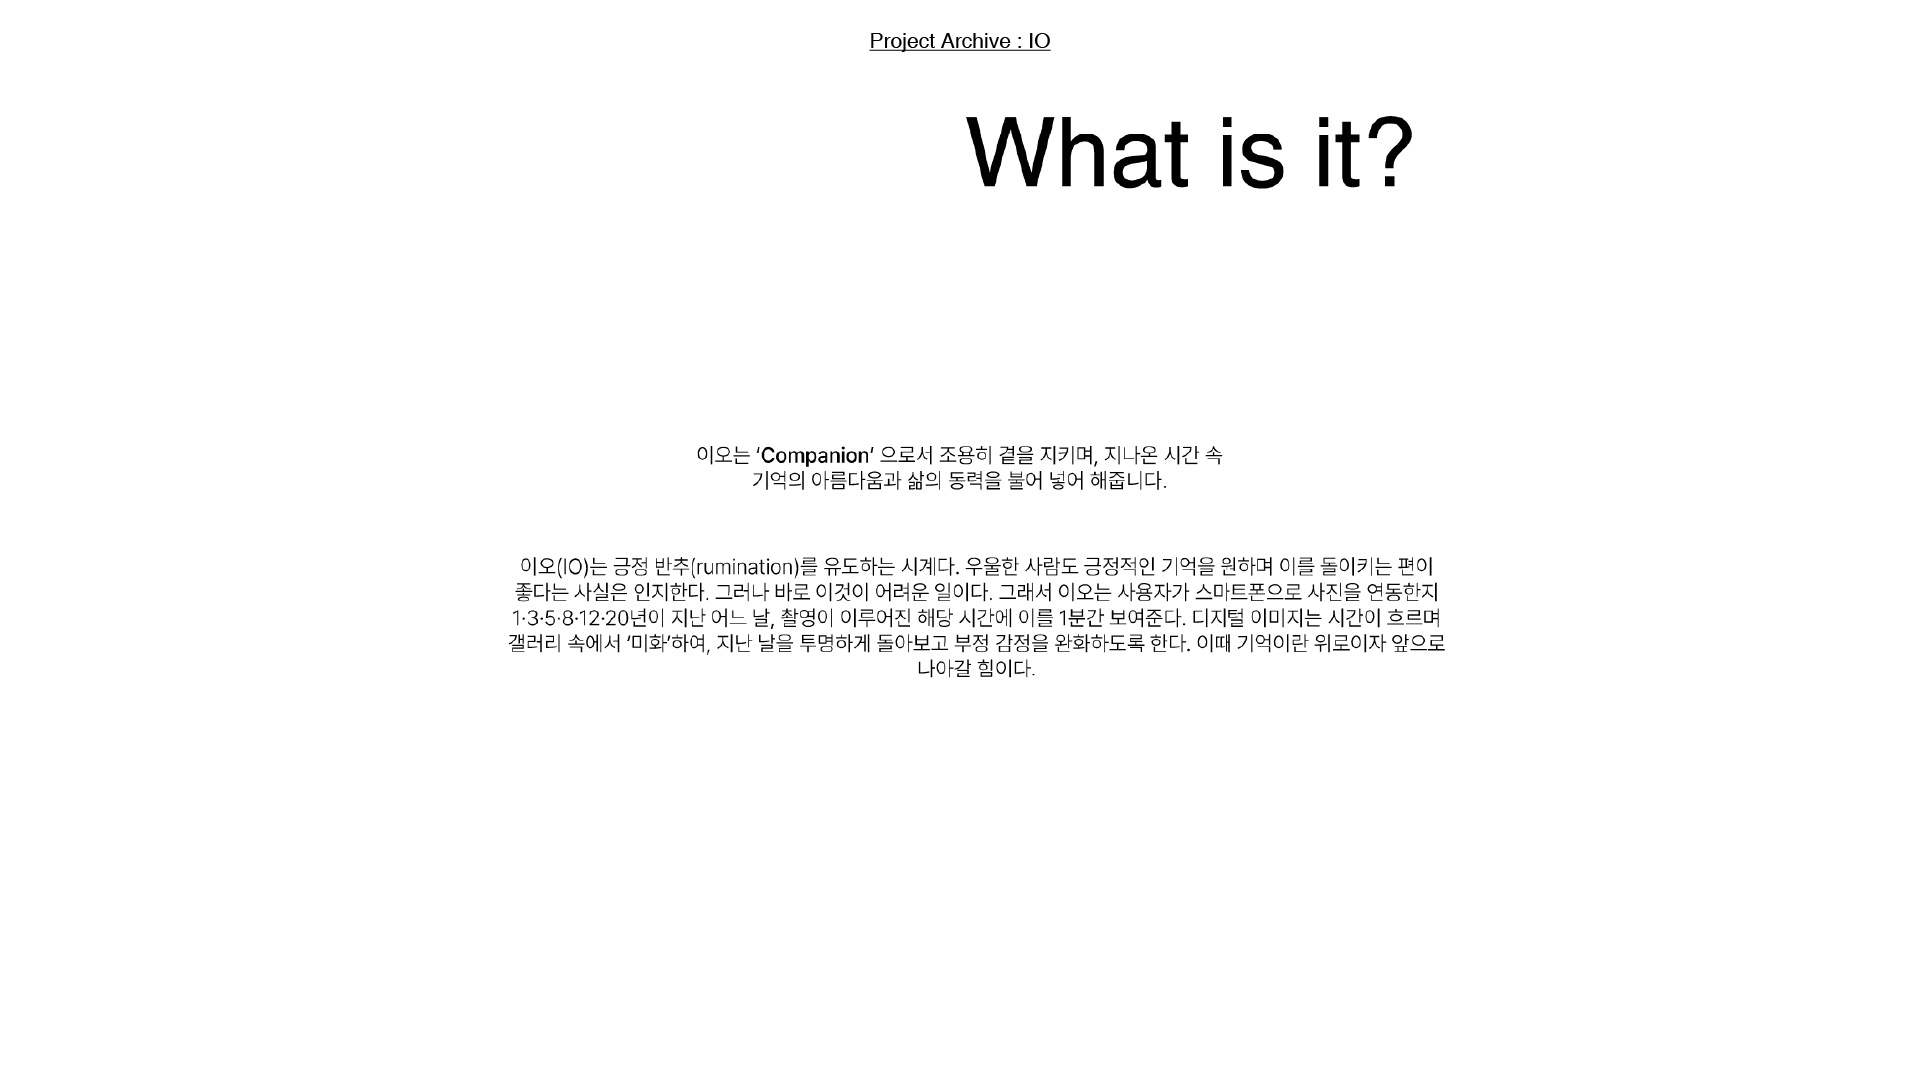 Project Archive : IO
What is it?
이오는 ‘Companion’ 으로서 조용히 곁을 지키며, 지나온 시간 속
기억의 아름다움과 삶의 동력을 불어 넣어 해줍니다.
이오(IO)는 긍정 반추(rumination)를 유도하는 시계다. 우울한 사람도 긍정적인 기억을 원하며 이를 돌이키는 편이
좋다는 사실은 인지한다. 그러나 바로 이것이 어려운 일이다. 그래서 이오는 사용자가 스마트폰으로 사진을 연동한지
1·3·5·8·12·20년이 지난 어느 날, 촬영이 이루어진 해당 시간에 이를 1분간 보여준다. 디지털 이미지는 시간이 흐르며
갤러리 속에서 ‘미화’하여, 지난 날을 투명하게 돌아보고 부정 감정을 완화하도록 한다. 이때 기억이란 위로이자 앞으로
나아갈 힘이다.